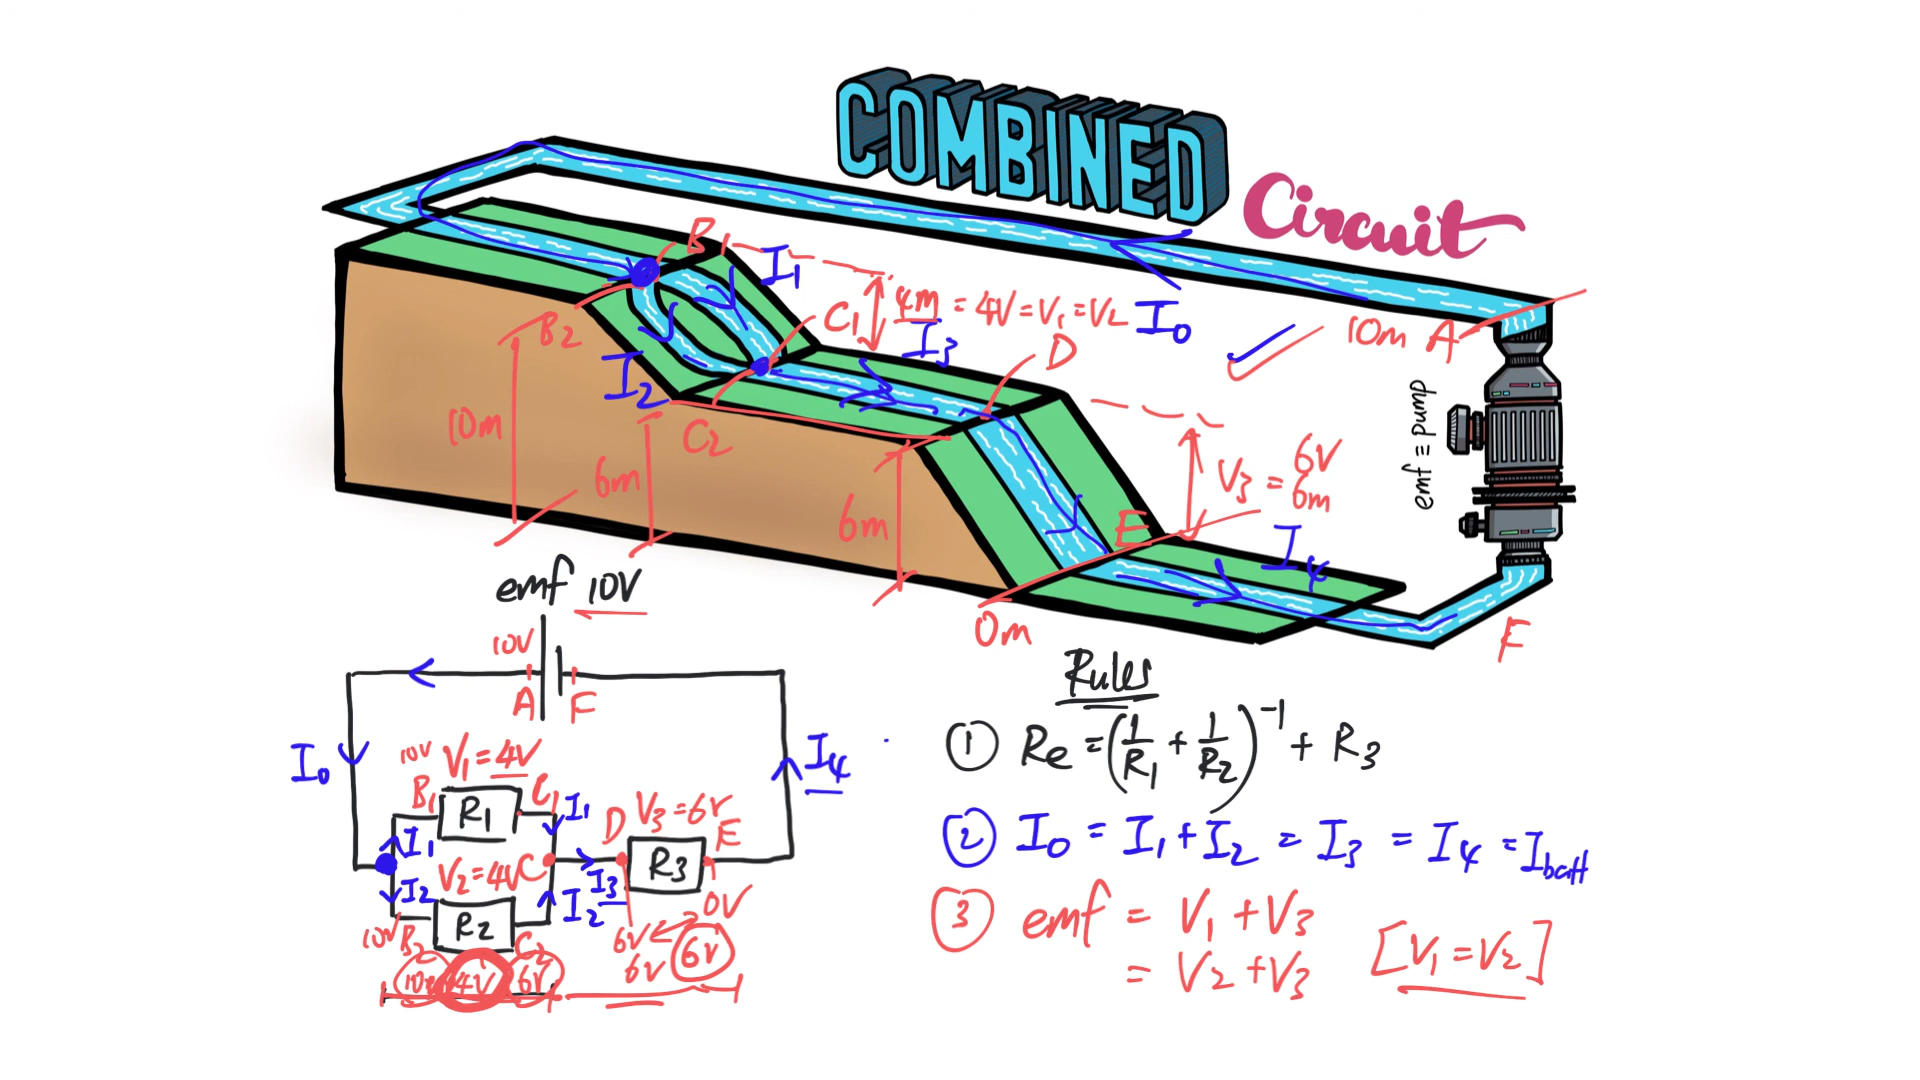 COMBINED
Circuit
B1
I1
C1
4m = 4V = V1 = V2
I0
10m A
B2
I2
I3
D
emf ≡ pump
10m
6m
C2
6m
V3 = 6V
6m
E
I4
0m
F
emf 10V
10V
A
F
I0
10V V1 = 4V
B1
R1
C1
I1
I1
V2 = 4V
C
I2
R2
I2
10V B2
C2
4V
6V
D
V3 = 6V
E
R3
I3
0V
6V
6V
6V
I4
Rules
① Re = (1/R1 + 1/R2)⁻¹ + R3
② I0 = I1 + I2 = I3 = I4 = Ibatt
③ emf = V1 + V3
= V2 + V3
[V1 = V2]